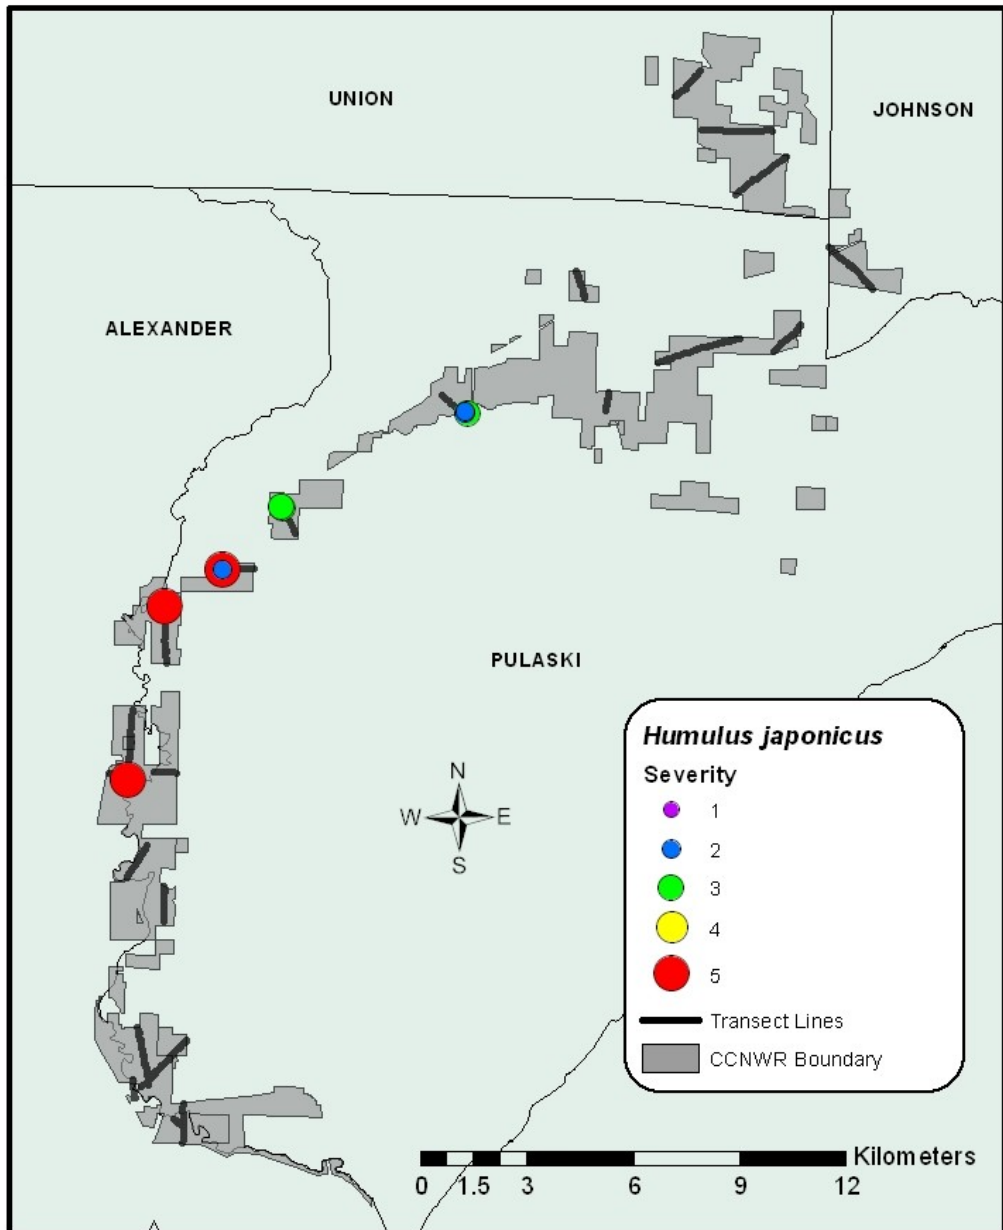 UNION
JOHNSON
ALEXANDER
PULASKI
N
W E
S
Humulus japonicus
Severity
1
2
3
4
5
Transect Lines
CCNWR Boundary
Kilometers
0 1.5 3 6 9 12